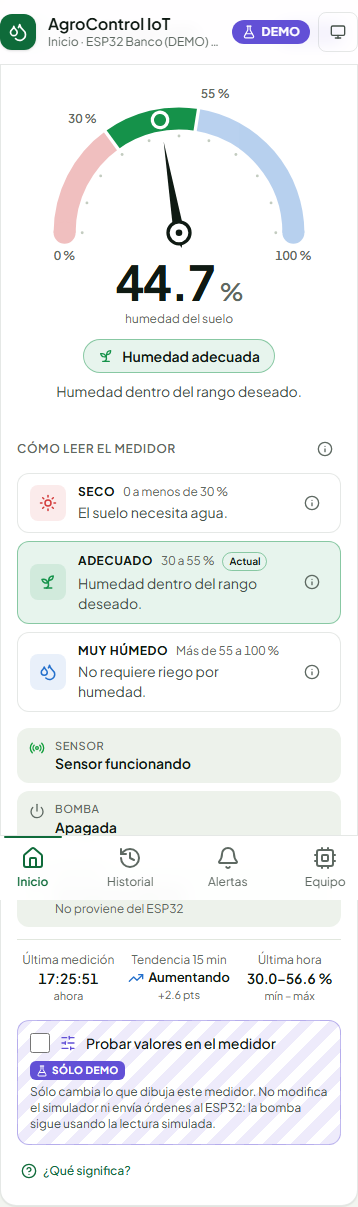 AgroControl IoT
Inicio · ESP32 Banco (DEMO) ...
DEMO
55 %
30 %
0 %
100 %
44.7 %
humedad del suelo
Humedad adecuada
Humedad dentro del rango deseado.
CÓMO LEER EL MEDIDOR
SECO 0 a menos de 30 %
El suelo necesita agua.
ADECUADO 30 a 55 % Actual
Humedad dentro del rango
deseado.
MUY HÚMEDO Más de 55 a 100 %
No requiere riego por
humedad.
SENSOR
Sensor funcionando
BOMBA
Apagada
Inicio
Historial
Alertas
Equipo
No proviene del ESP32
Última medición
17:25:51
ahora
Tendencia 15 min
Aumentando
+2.6 pts
Última hora
30.0–56.6 %
mín – máx
Probar valores en el medidor
SÓLO DEMO
Sólo cambia lo que dibuja este medidor. No modifica
el simulador ni envía órdenes al ESP32: la bomba
sigue usando la lectura simulada.
¿Qué significa?